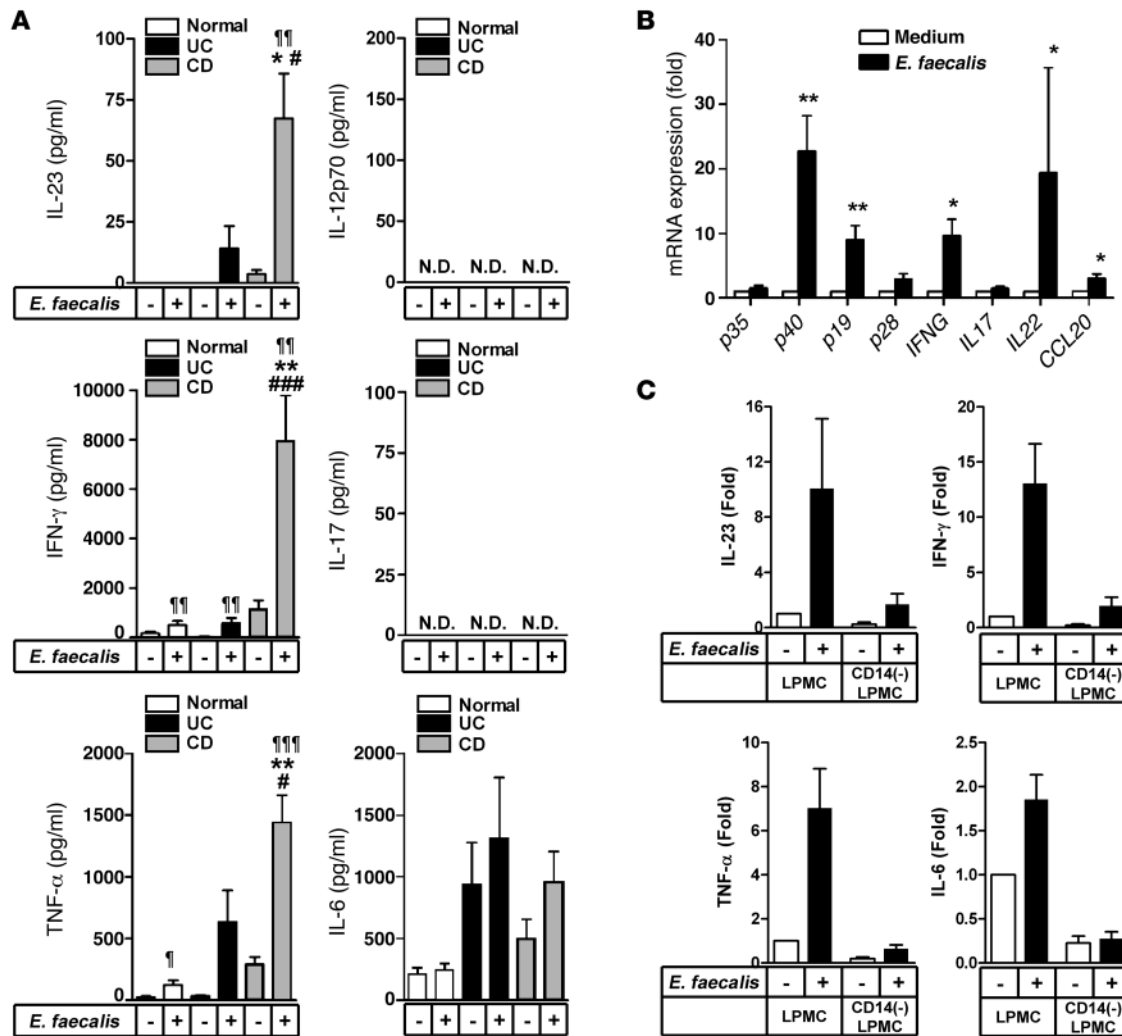 A
Normal
UC
CD
¶¶
* #
100
75
50
25
0
IL-23 (pg/ml)
E. faecalis
- + - + - +
Normal
UC
CD
200
150
100
50
0
IL-12p70 (pg/ml)
N.D. N.D. N.D.
- + - + - +
Normal
UC
CD
¶¶
**
###
10000
8000
6000
4000
2000
0
IFN-γ (pg/ml)
¶¶ ¶¶
E. faecalis
- + - + - +
Normal
UC
CD
100
75
50
25
0
IL-17 (pg/ml)
N.D. N.D. N.D.
- + - + - +
Normal
UC
CD
¶¶¶
**
#
2000
1500
1000
500
0
TNF-α (pg/ml)
¶
E. faecalis
- + - + - +
Normal
UC
CD
2000
1500
1000
500
0
IL-6 (pg/ml)
- + - + - +
B
Medium
E. faecalis
40
30
20
10
0
mRNA expression (fold)
** ** * * *
p35 p40 p19 p28 IFNG IL17 IL22 CCL20
C
16
12
8
4
0
IL-23 (Fold)
E. faecalis
- + - +
LPMC CD14(-)
LPMC
20
15
10
5
0
IFN-γ (Fold)
- + - +
LPMC CD14(-)
LPMC
10
8
6
4
2
0
TNF-α (Fold)
E. faecalis
- + - +
LPMC CD14(-)
LPMC
2.5
2.0
1.5
1.0
0.5
0.0
IL-6 (Fold)
- + - +
LPMC CD14(-)
LPMC